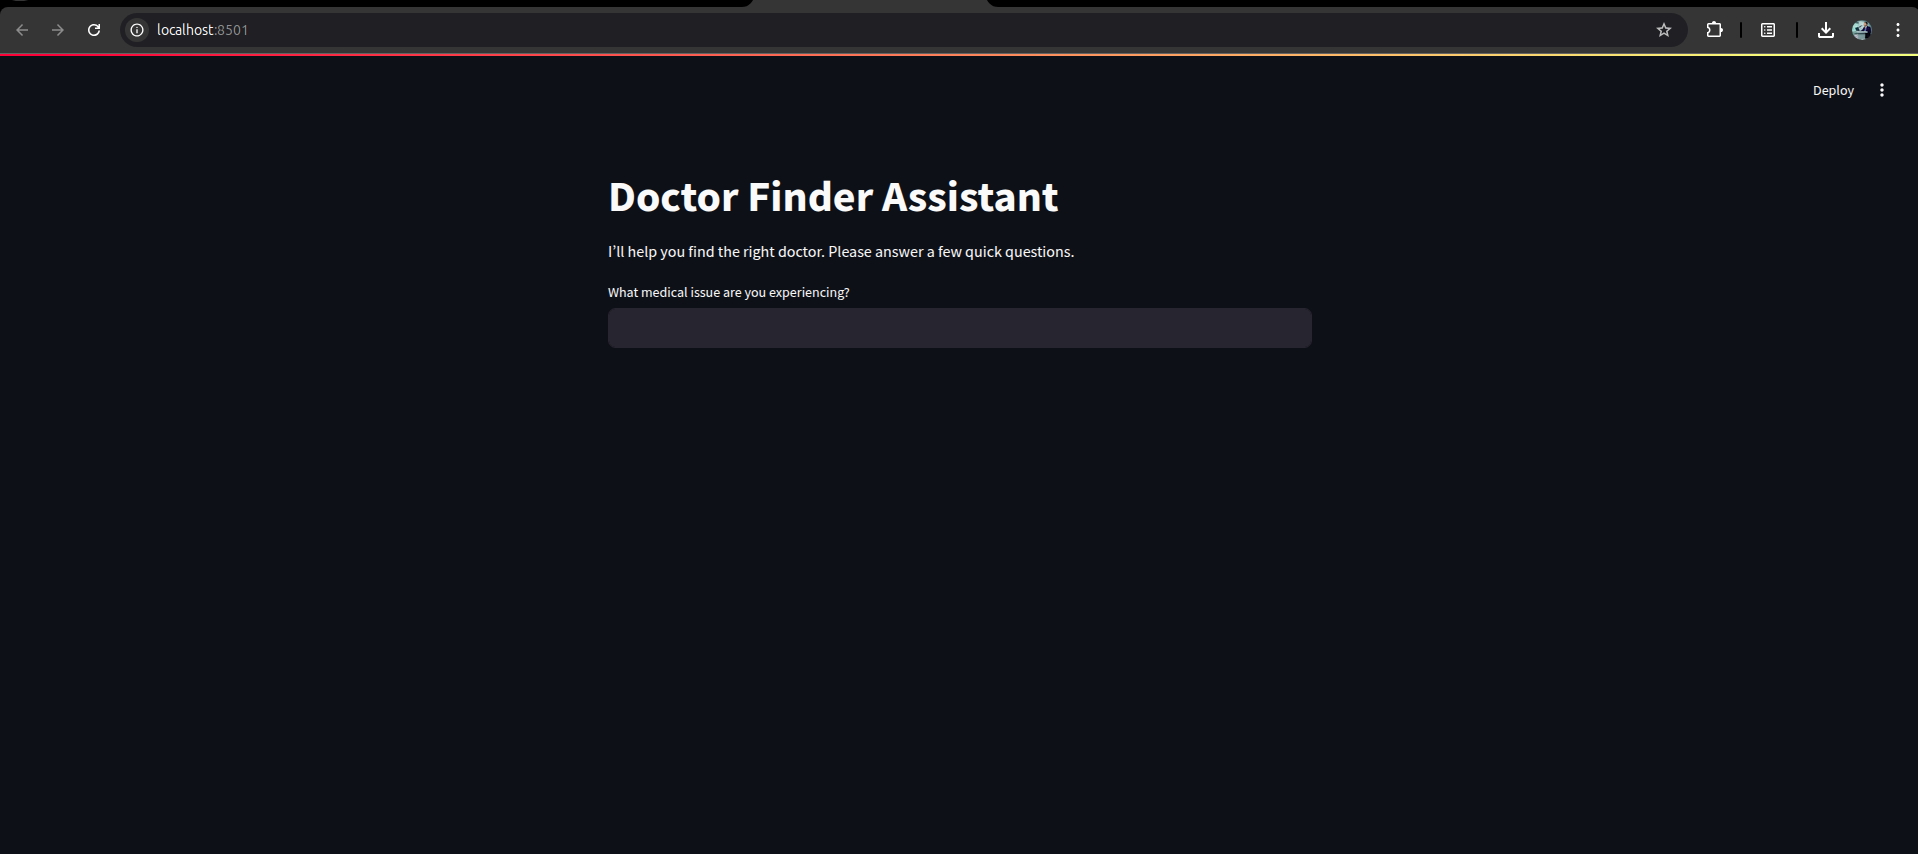 localhost:8501
Deploy
Doctor Finder Assistant
I’ll help you find the right doctor. Please answer a few quick questions.
What medical issue are you experiencing?